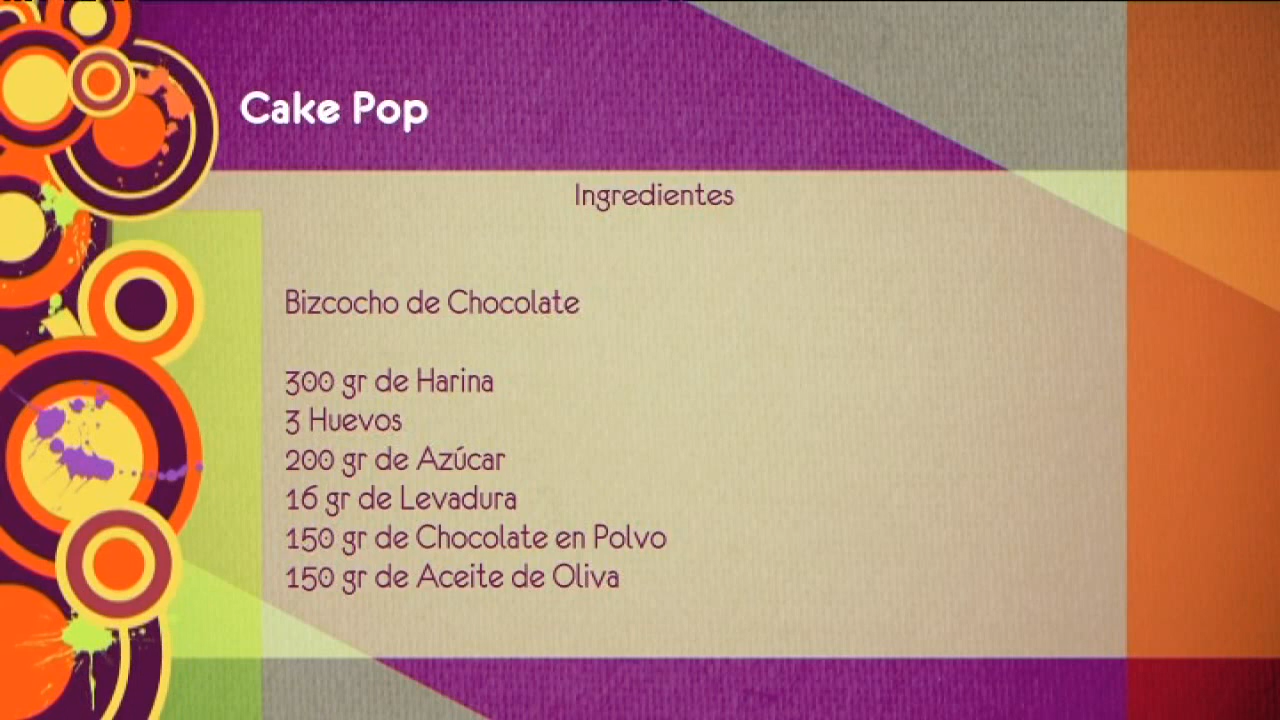 Cake Pop
Ingredientes
Bizcocho de Chocolate
300 gr de Harina
3 Huevos
200 gr de Azúcar
16 gr de Levadura
150 gr de Chocolate en Polvo
150 gr de Aceite de Oliva